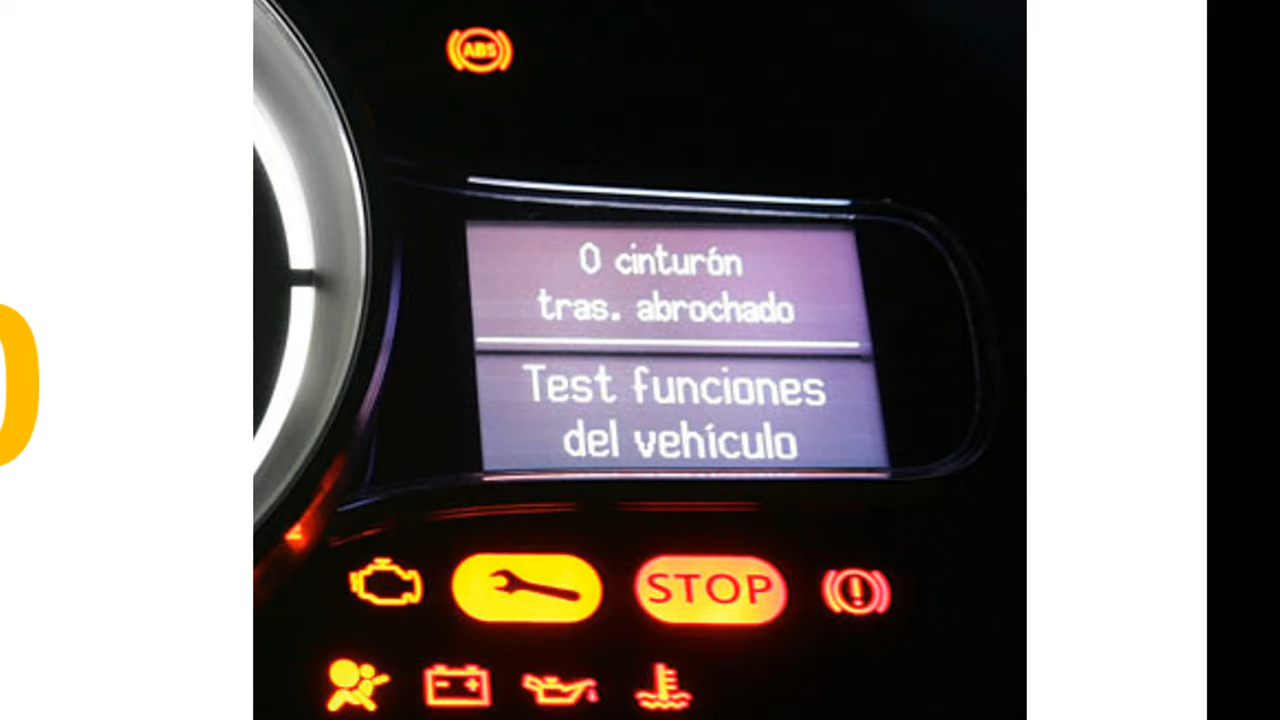 ABS
0 cinturón
tras. abrochado
Test funciones
del vehículo
STOP